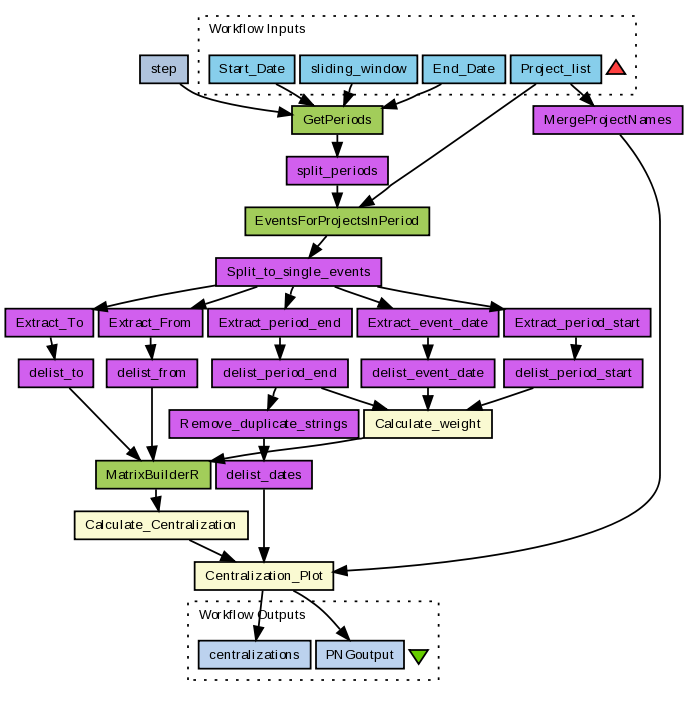 Workflow Inputs
step
Start_Date
sliding_window
End_Date
Project_list
GetPeriods
MergeProjectNames
split_periods
EventsForProjectsInPeriod
Split_to_single_events
Extract_To
Extract_From
Extract_period_end
Extract_event_date
Extract_period_start
delist_to
delist_from
delist_period_end
delist_event_date
delist_period_start
Remove_duplicate_strings
Calculate_weight
MatrixBuilderR
delist_dates
Calculate_Centralization
Centralization_Plot
Workflow Outputs
centralizations
PNGoutput